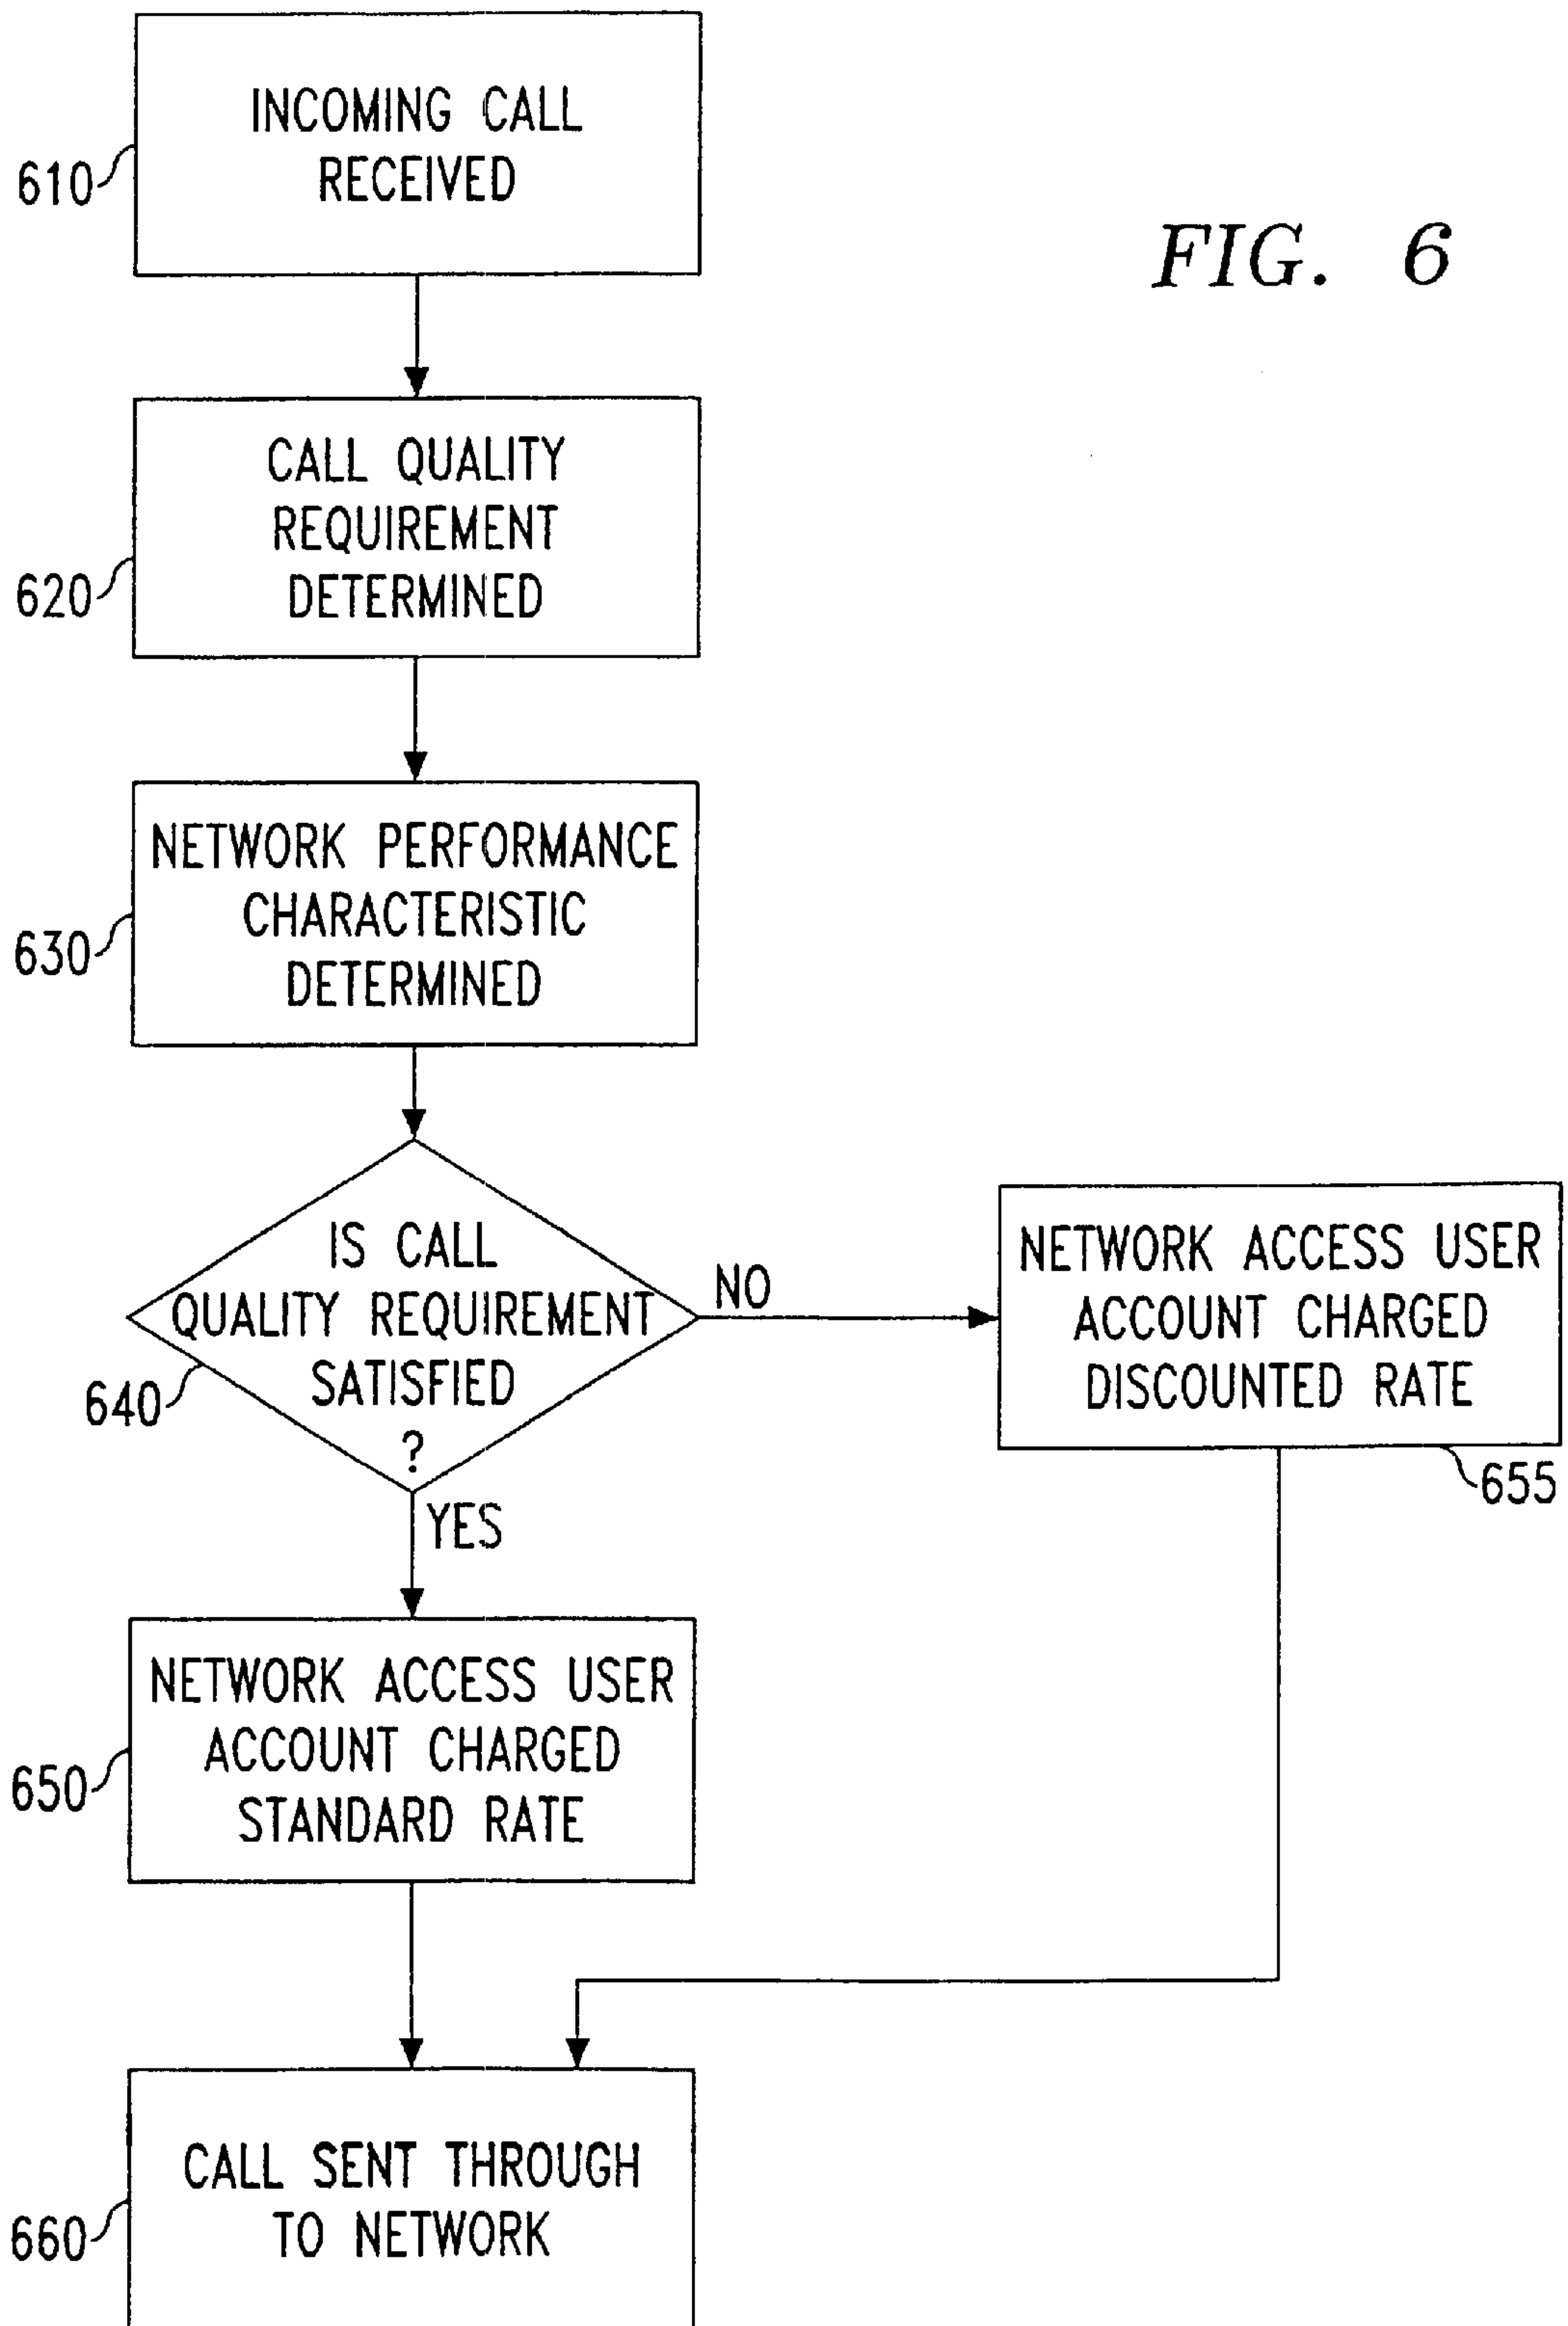 INCOMING CALL
RECEIVED
610
FIG. 6
CALL QUALITY
REQUIREMENT
DETERMINED
620
NETWORK PERFORMANCE
CHARACTERISTIC
DETERMINED
630
IS CALL
QUALITY REQUIREMENT
SATISFIED
?
640
NO
NETWORK ACCESS USER
ACCOUNT CHARGED
DISCOUNTED RATE
655
YES
NETWORK ACCESS USER
ACCOUNT CHARGED
STANDARD RATE
650
CALL SENT THROUGH
TO NETWORK
660